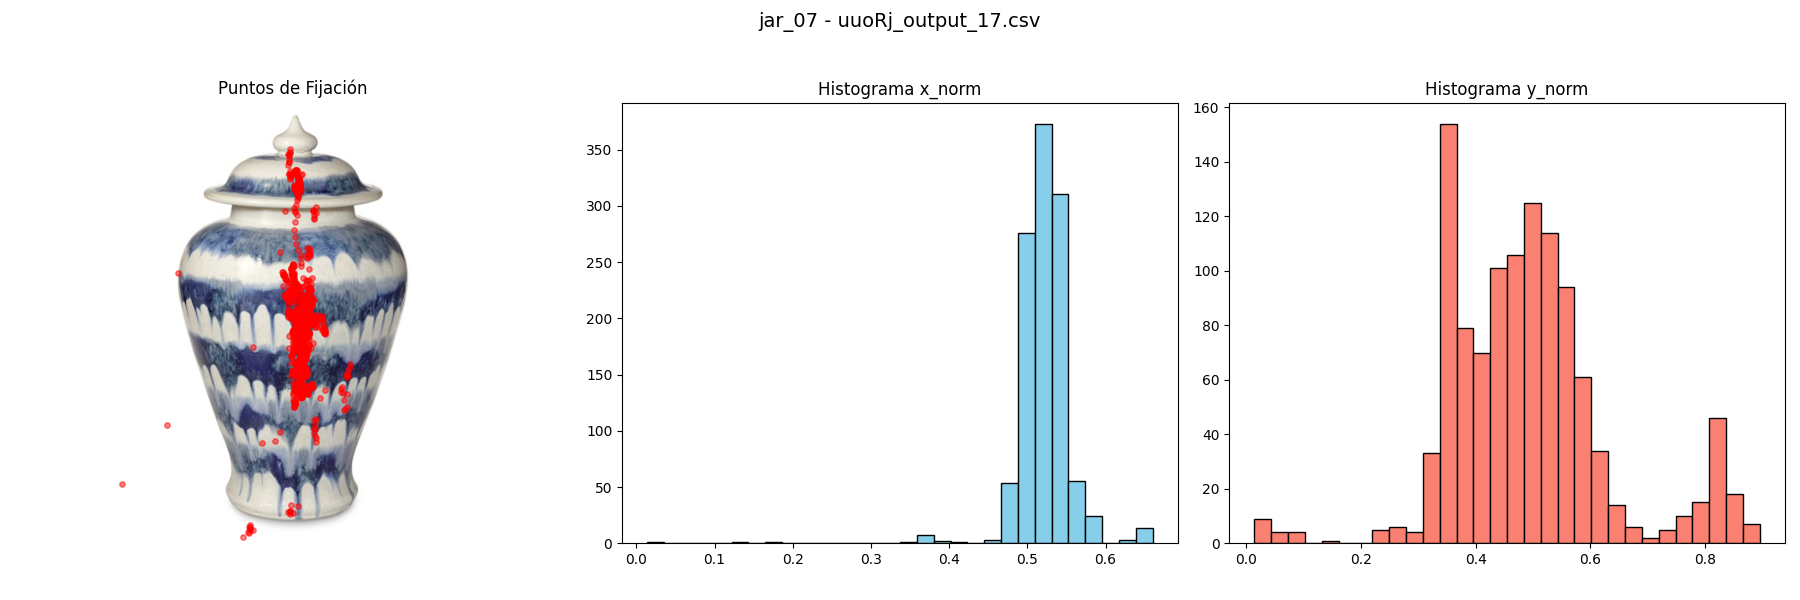 jar_07 - uuoRj_output_17.csv
Puntos de Fijación
Histograma x_norm
350
300
250
200
150
100
50
0
0.0 0.1 0.2 0.3 0.4 0.5 0.6
Histograma y_norm
160
140
120
100
80
60
40
20
0
0.0 0.2 0.4 0.6 0.8